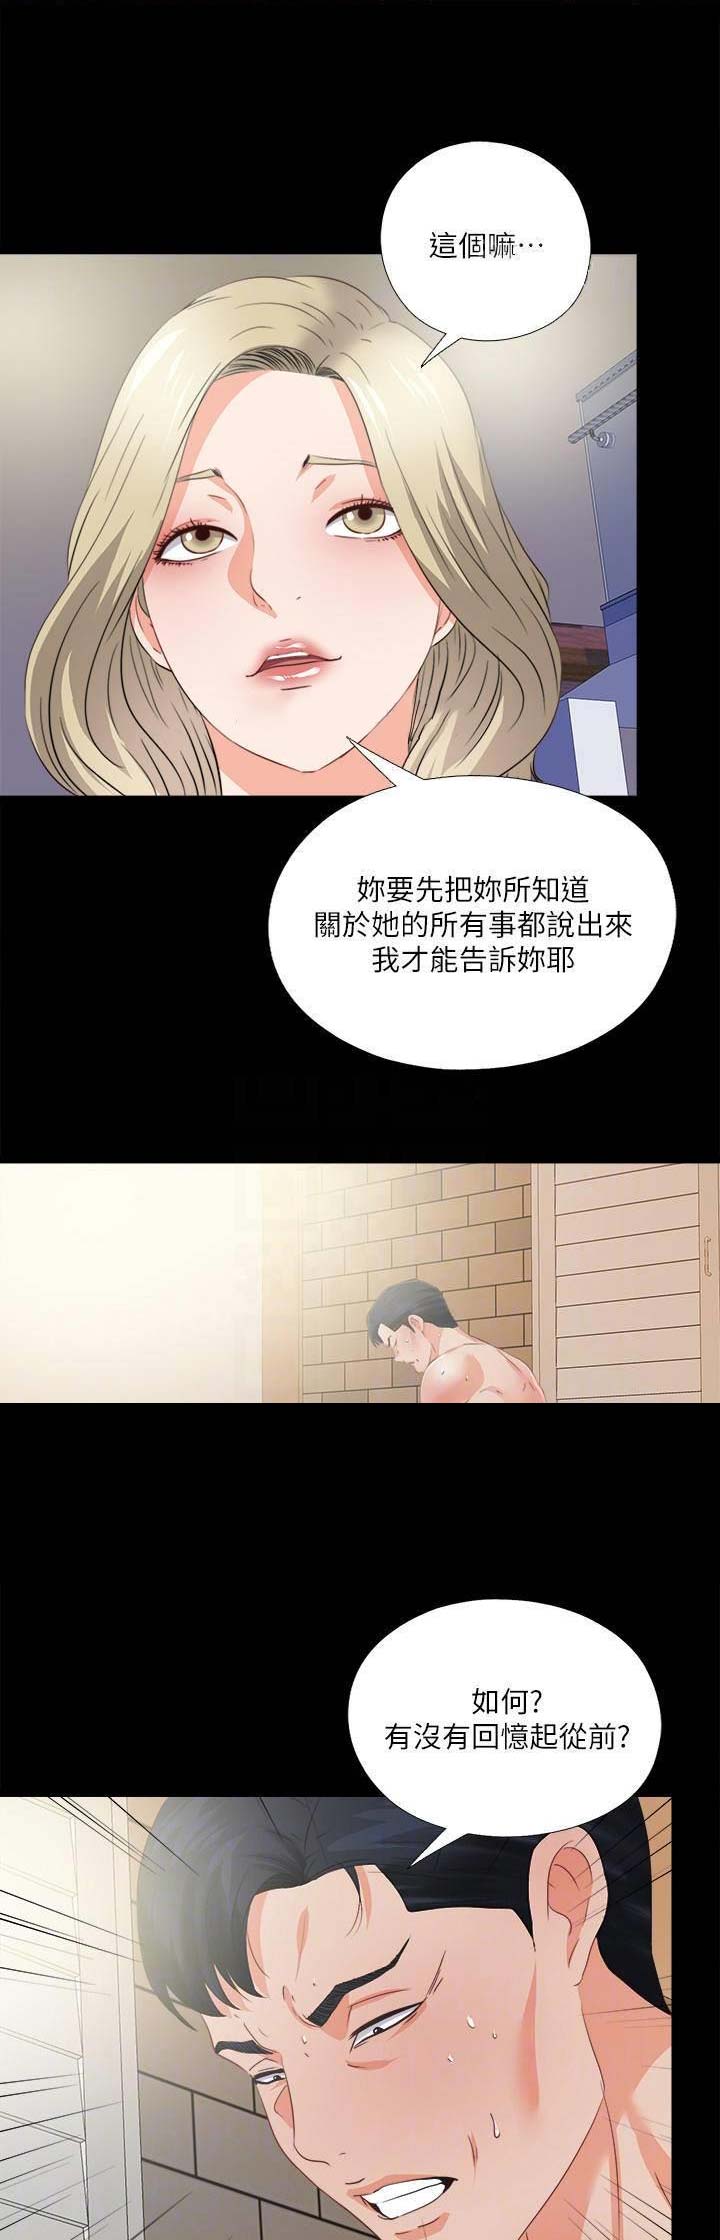 這個嘛…
妳要先把妳所知道
關於她的所有事都說出來
我才能告訴妳耶
如何?
有沒有回憶起從前?